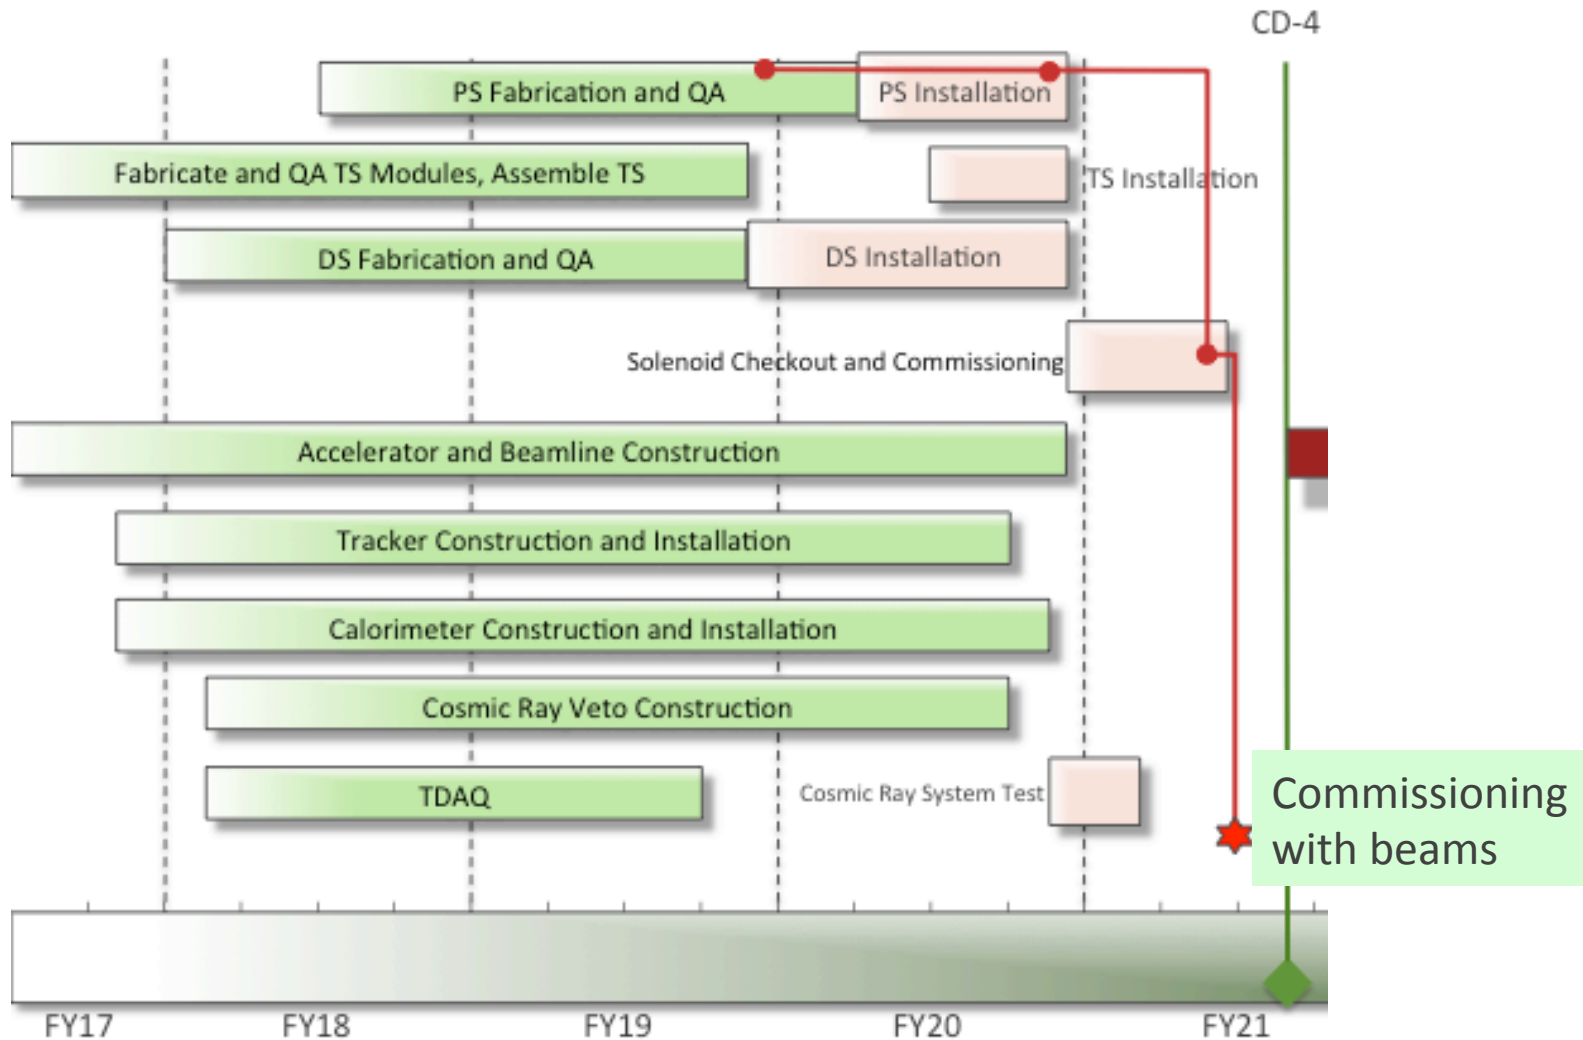 CD-4
PS Fabrication and QA
PS Installation
Fabricate and QA TS Modules, Assemble TS
TS Installation
DS Fabrication and QA
DS Installation
Solenoid Checkout and Commissioning
Accelerator and Beamline Construction
Tracker Construction and Installation
Calorimeter Construction and Installation
Cosmic Ray Veto Construction
TDAQ
Cosmic Ray System Test
Commissioning
with beams
FY17
FY18
FY19
FY20
FY21